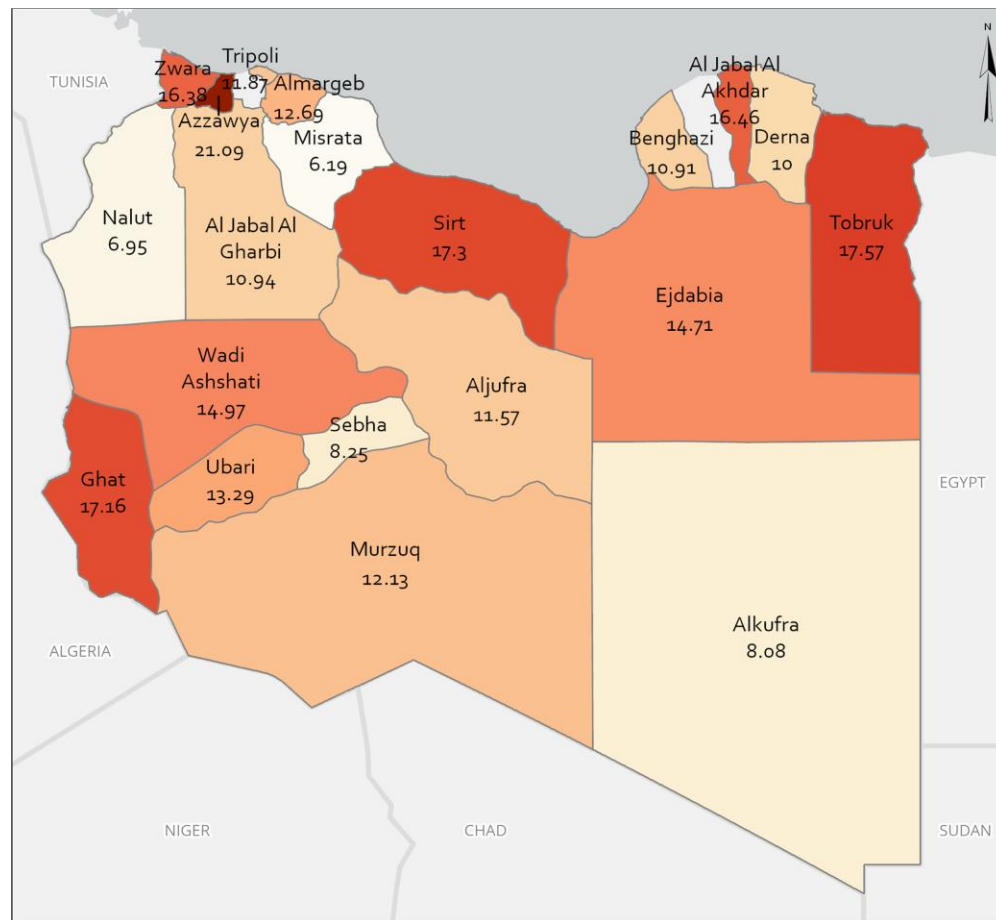 N
TUNISIA
Zwara
16.38
Tripoli
11.87
Almargeb
12.69
Azzawya
21.09
Misrata
6.19
Al Jabal Al
Akhdar
16.46
Benghazi
10.91
Derna
10
Nalut
6.95
Al Jabal Al
Gharbi
10.94
Sirt
17.3
Tobruk
17.57
Ejdabia
14.71
Wadi
Ashshati
14.97
Aljufra
11.57
Sebha
8.25
Ubari
13.29
Ghat
17.16
EGYPT
Murzuq
12.13
Alkufra
8.08
ALGERIA
NIGER
CHAD
SUDAN